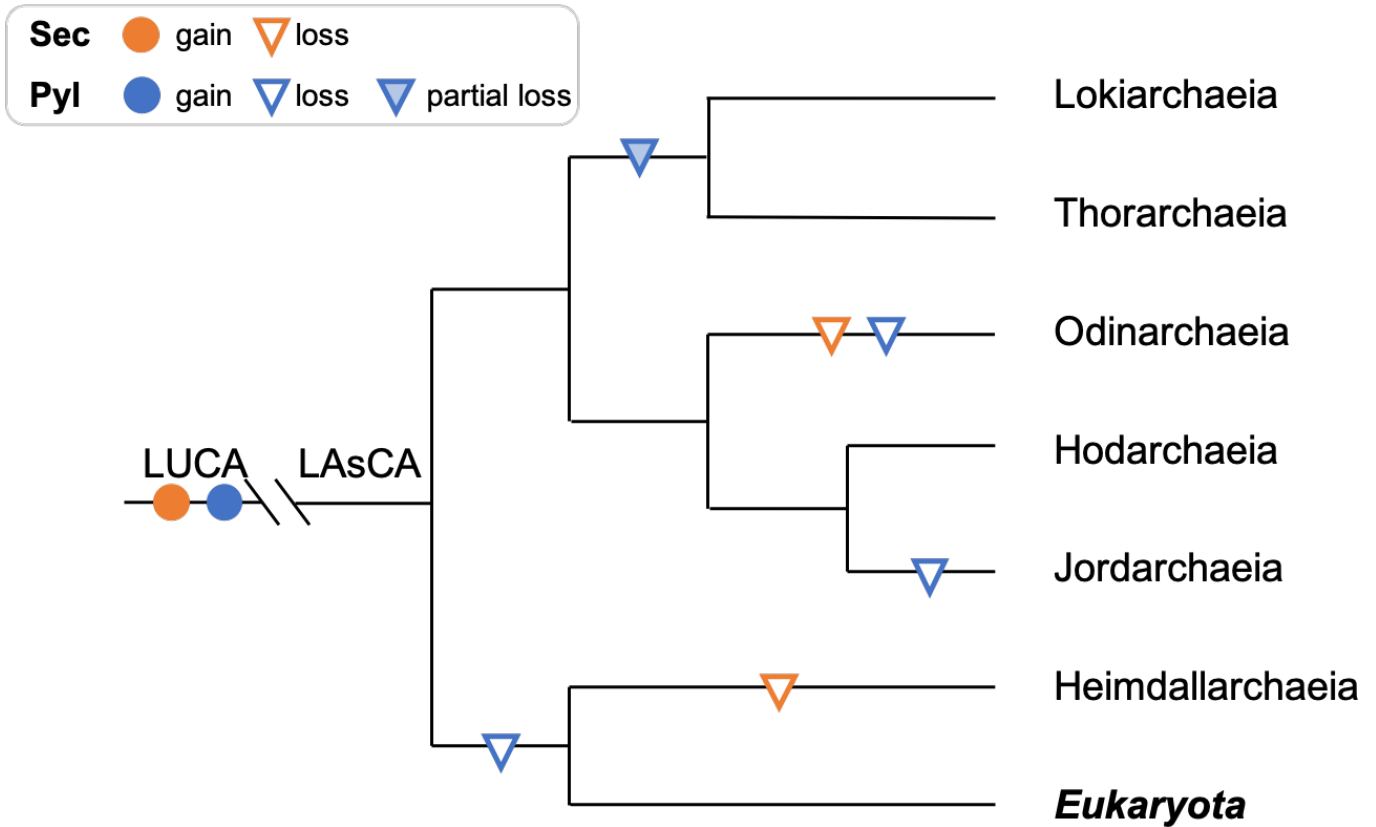 Sec gain loss
Pyl gain loss partial loss
Lokiarchaeia
Thorarchaeia
Odinarchaeia
Hodarchaeia
LUCA LAsCA
Jordarchaeia
Heimdallarchaeia
Eukaryota